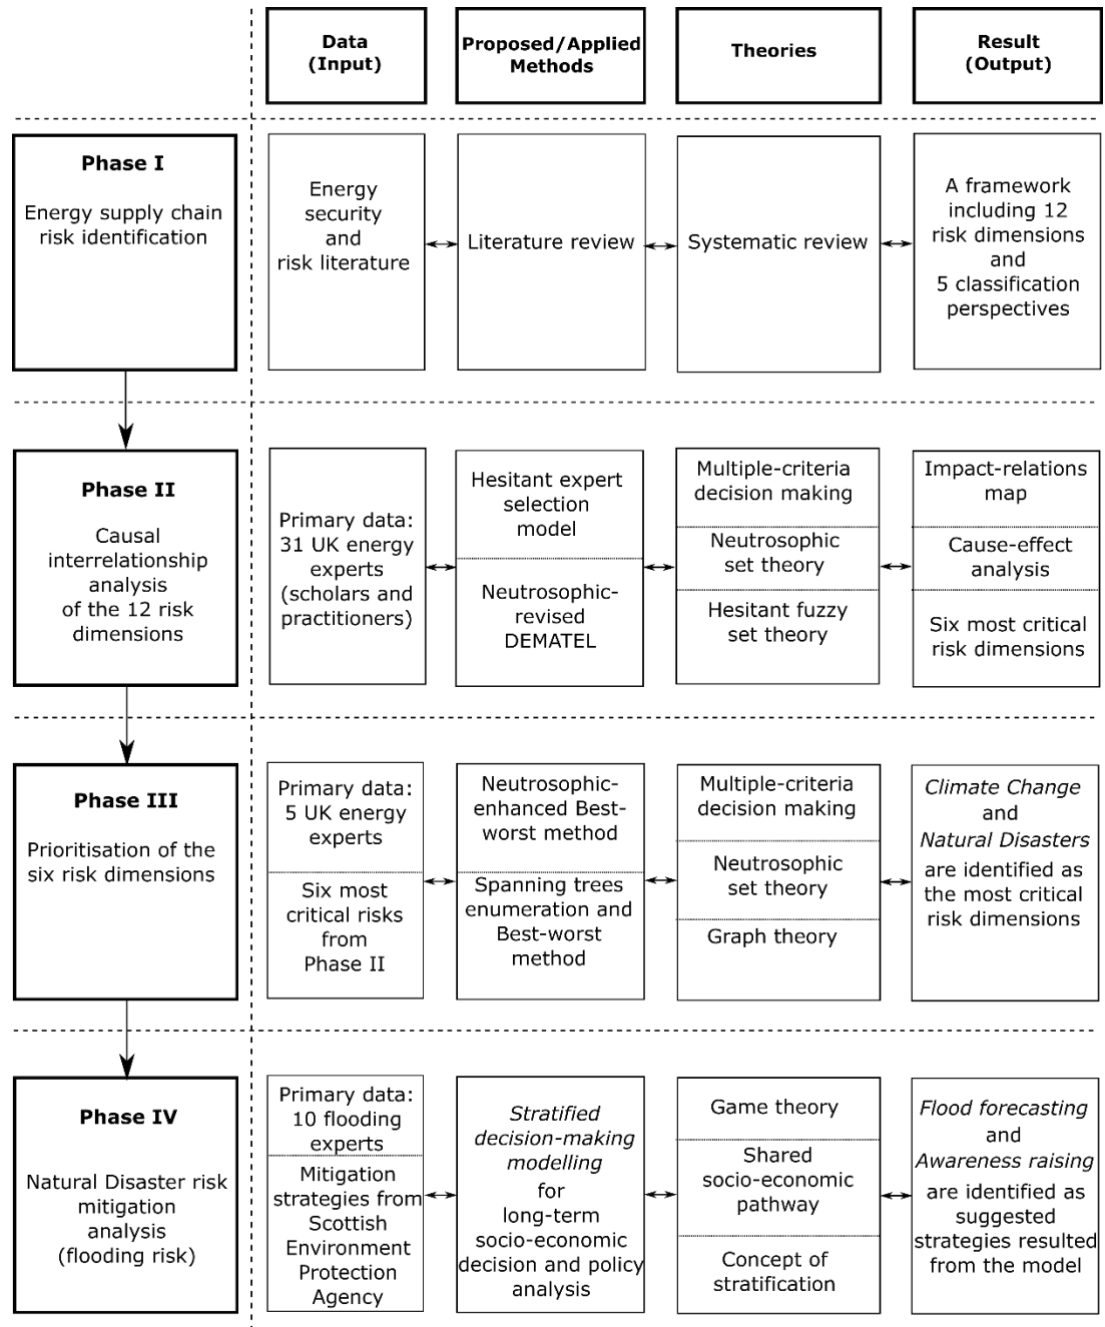 Data
(Input)
Proposed/Applied
Methods
Theories
Result
(Output)
Phase I
Energy supply chain
risk identification
Energy
security
and
risk literature
Literature review
Systematic review
A framework
including 12
risk dimensions
and
5 classification
perspectives
Phase II
Causal
interrelationship
analysis
of the 12 risk
dimensions
Primary data:
31 UK energy
experts
(scholars and
practitioners)
Hesitant expert
selection
model
Neutrosophic-
revised
DEMATEL
Multiple-criteria
decision making
Neutrosophic
set theory
Hesitant fuzzy
set theory
Impact-relations
map
Cause-effect
analysis
Six most critical
risk dimensions
Phase III
Prioritisation of the
six risk dimensions
Primary data:
5 UK energy
experts
Six most
critical risks
from
Phase II
Neutrosophic-
enhanced Best-
worst method
Spanning trees
enumeration and
Best-worst
method
Multiple-criteria
decision making
Neutrosophic
set theory
Graph theory
Climate Change
and
Natural Disasters
are identified as
the most critical
risk dimensions
Phase IV
Natural Disaster risk
mitigation
analysis
(flooding risk)
Primary data:
10 flooding
experts
Mitigation
strategies from
Scottish
Environment
Protection
Agency
Stratified
decision-making
modelling
for
long-term
socio-economic
decision and policy
analysis
Game theory
Shared
socio-economic
pathway
Concept of
stratification
Flood forecasting
and
Awareness raising
are identified as
suggested
strategies resulted
from the model